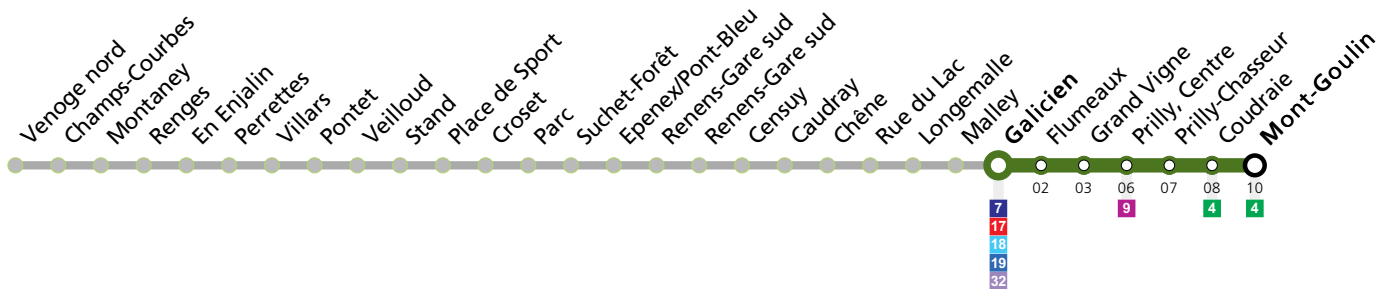 Venoge nord
Champs-Courbes
Montaney
Renges
En Enjalin
Perrettes
Villars
Pontet
Veilloud
Stand
Place de Sport
Croset
Parc
Suchet-Forêt
Epenex/Pont-Bleu
Renens-Gare sud
Renens-Gare sud
Censuy
Caudray
Chêne
Rue du Lac
Longemalle
Malley
Galicien
Flumeaux
Grand Vigne
Prilly, Centre
Prilly-Chasseur
Coudraie
Mont-Goulin
02 03 06 07 08 10
7 9 4 4
17
18
19
32